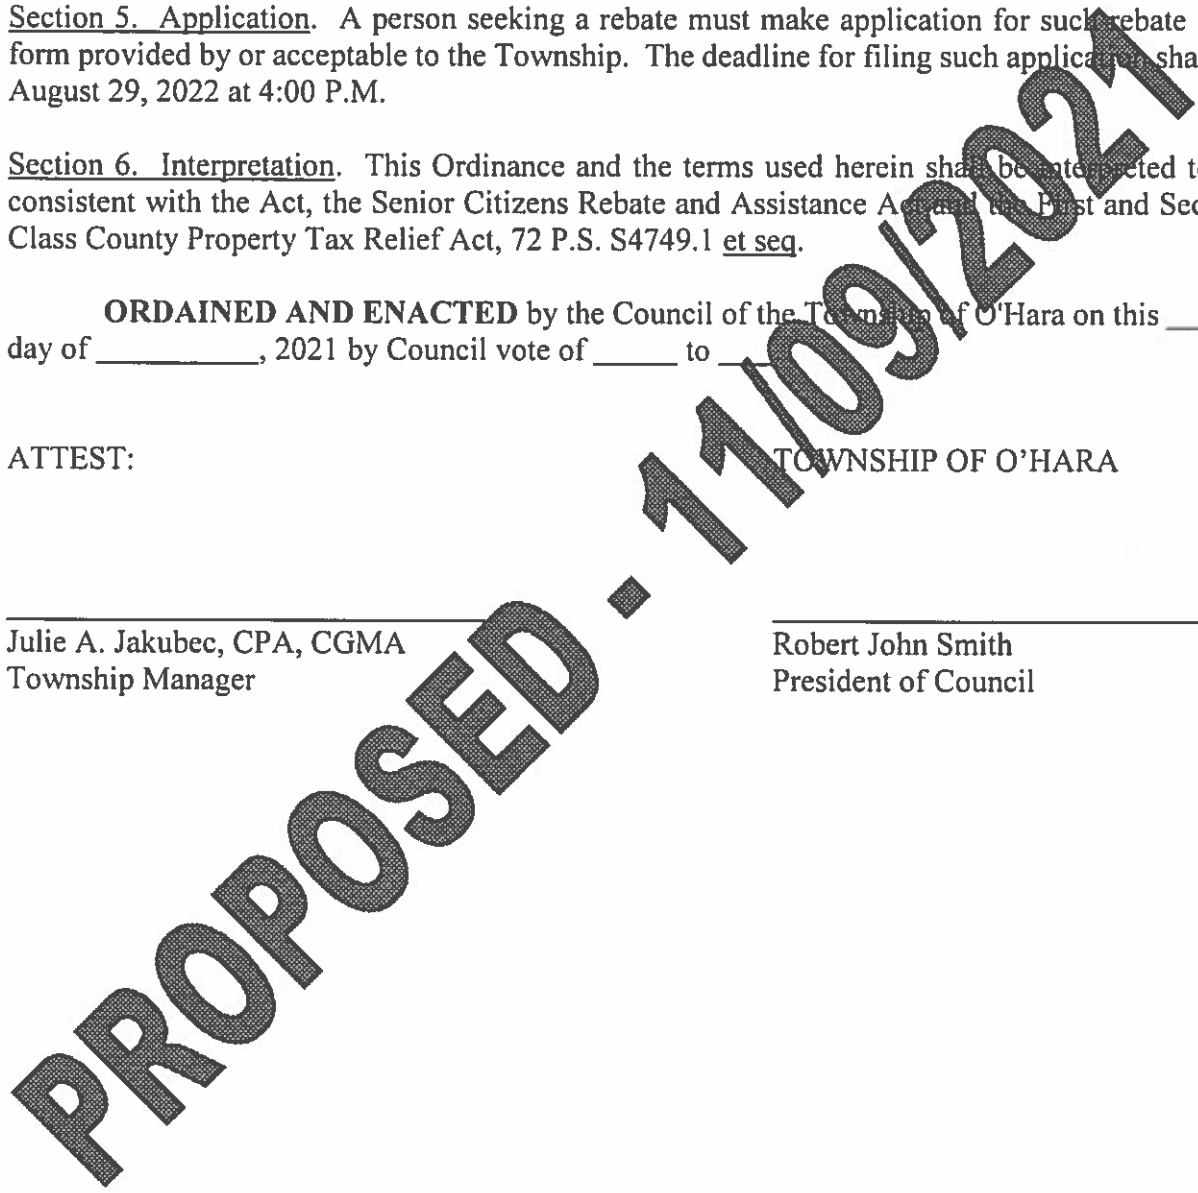 Section 5. Application. A person seeking a rebate must make application for such rebate
form provided by or acceptable to the Township. The deadline for filing such application sha
August 29, 2022 at 4:00 P.M.
Section 6. Interpretation. This Ordinance and the terms used herein shall be interpreted t
consistent with the Act, the Senior Citizens Rebate and Assistance Act and the First and Sec
Class County Property Tax Relief Act, 72 P.S. S4749.1 et seq.
ORDAINED AND ENACTED by the Council of the Township of O'Hara on this __
day of __________, 2021 by Council vote of _____ to ___
ATTEST:
TOWNSHIP OF O’HARA
Julie A. Jakubec, CPA, CGMA
Robert John Smith
Township Manager
President of Council
PROPOSED - 11/09/2021